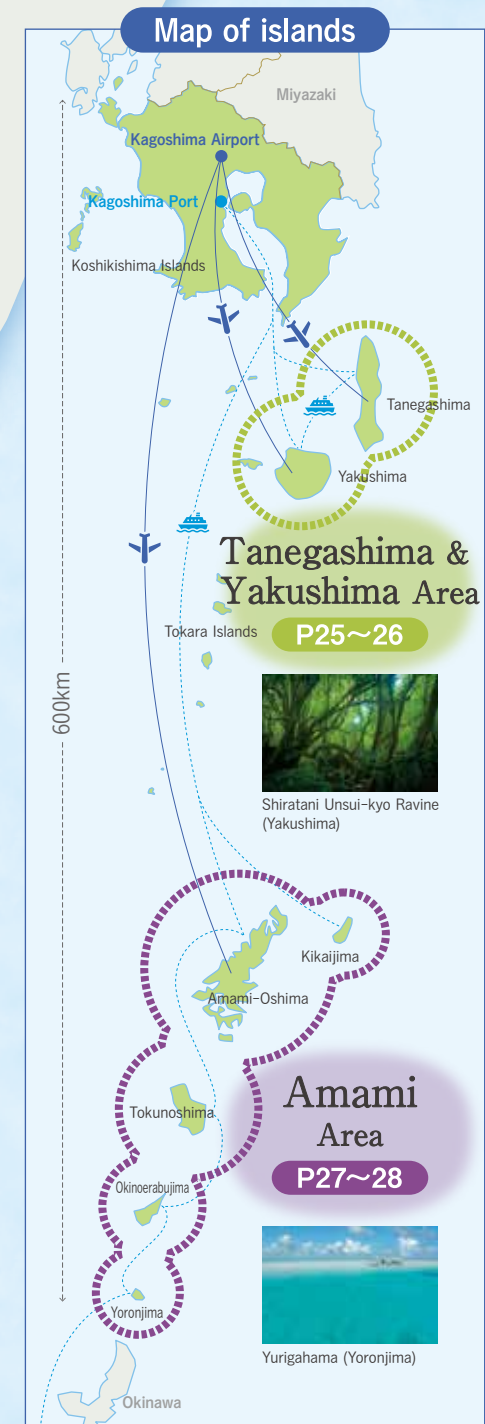 Map of islands
Miyazaki
Kagoshima Airport
Kagoshima Port
Koshikishima Islands
Tanegashima
Yakushima
Tanegashima &
Yakushima Area
P25～26
Tokara Islands
600km
Shiratani Unsui-kyo Ravine
(Yakushima)
Kikaijima
Amami-Oshima
Amami
Area
P27～28
Tokunoshima
Okinoerabujima
Yoronjima
Yurigahama (Yoronjima)
Okinawa